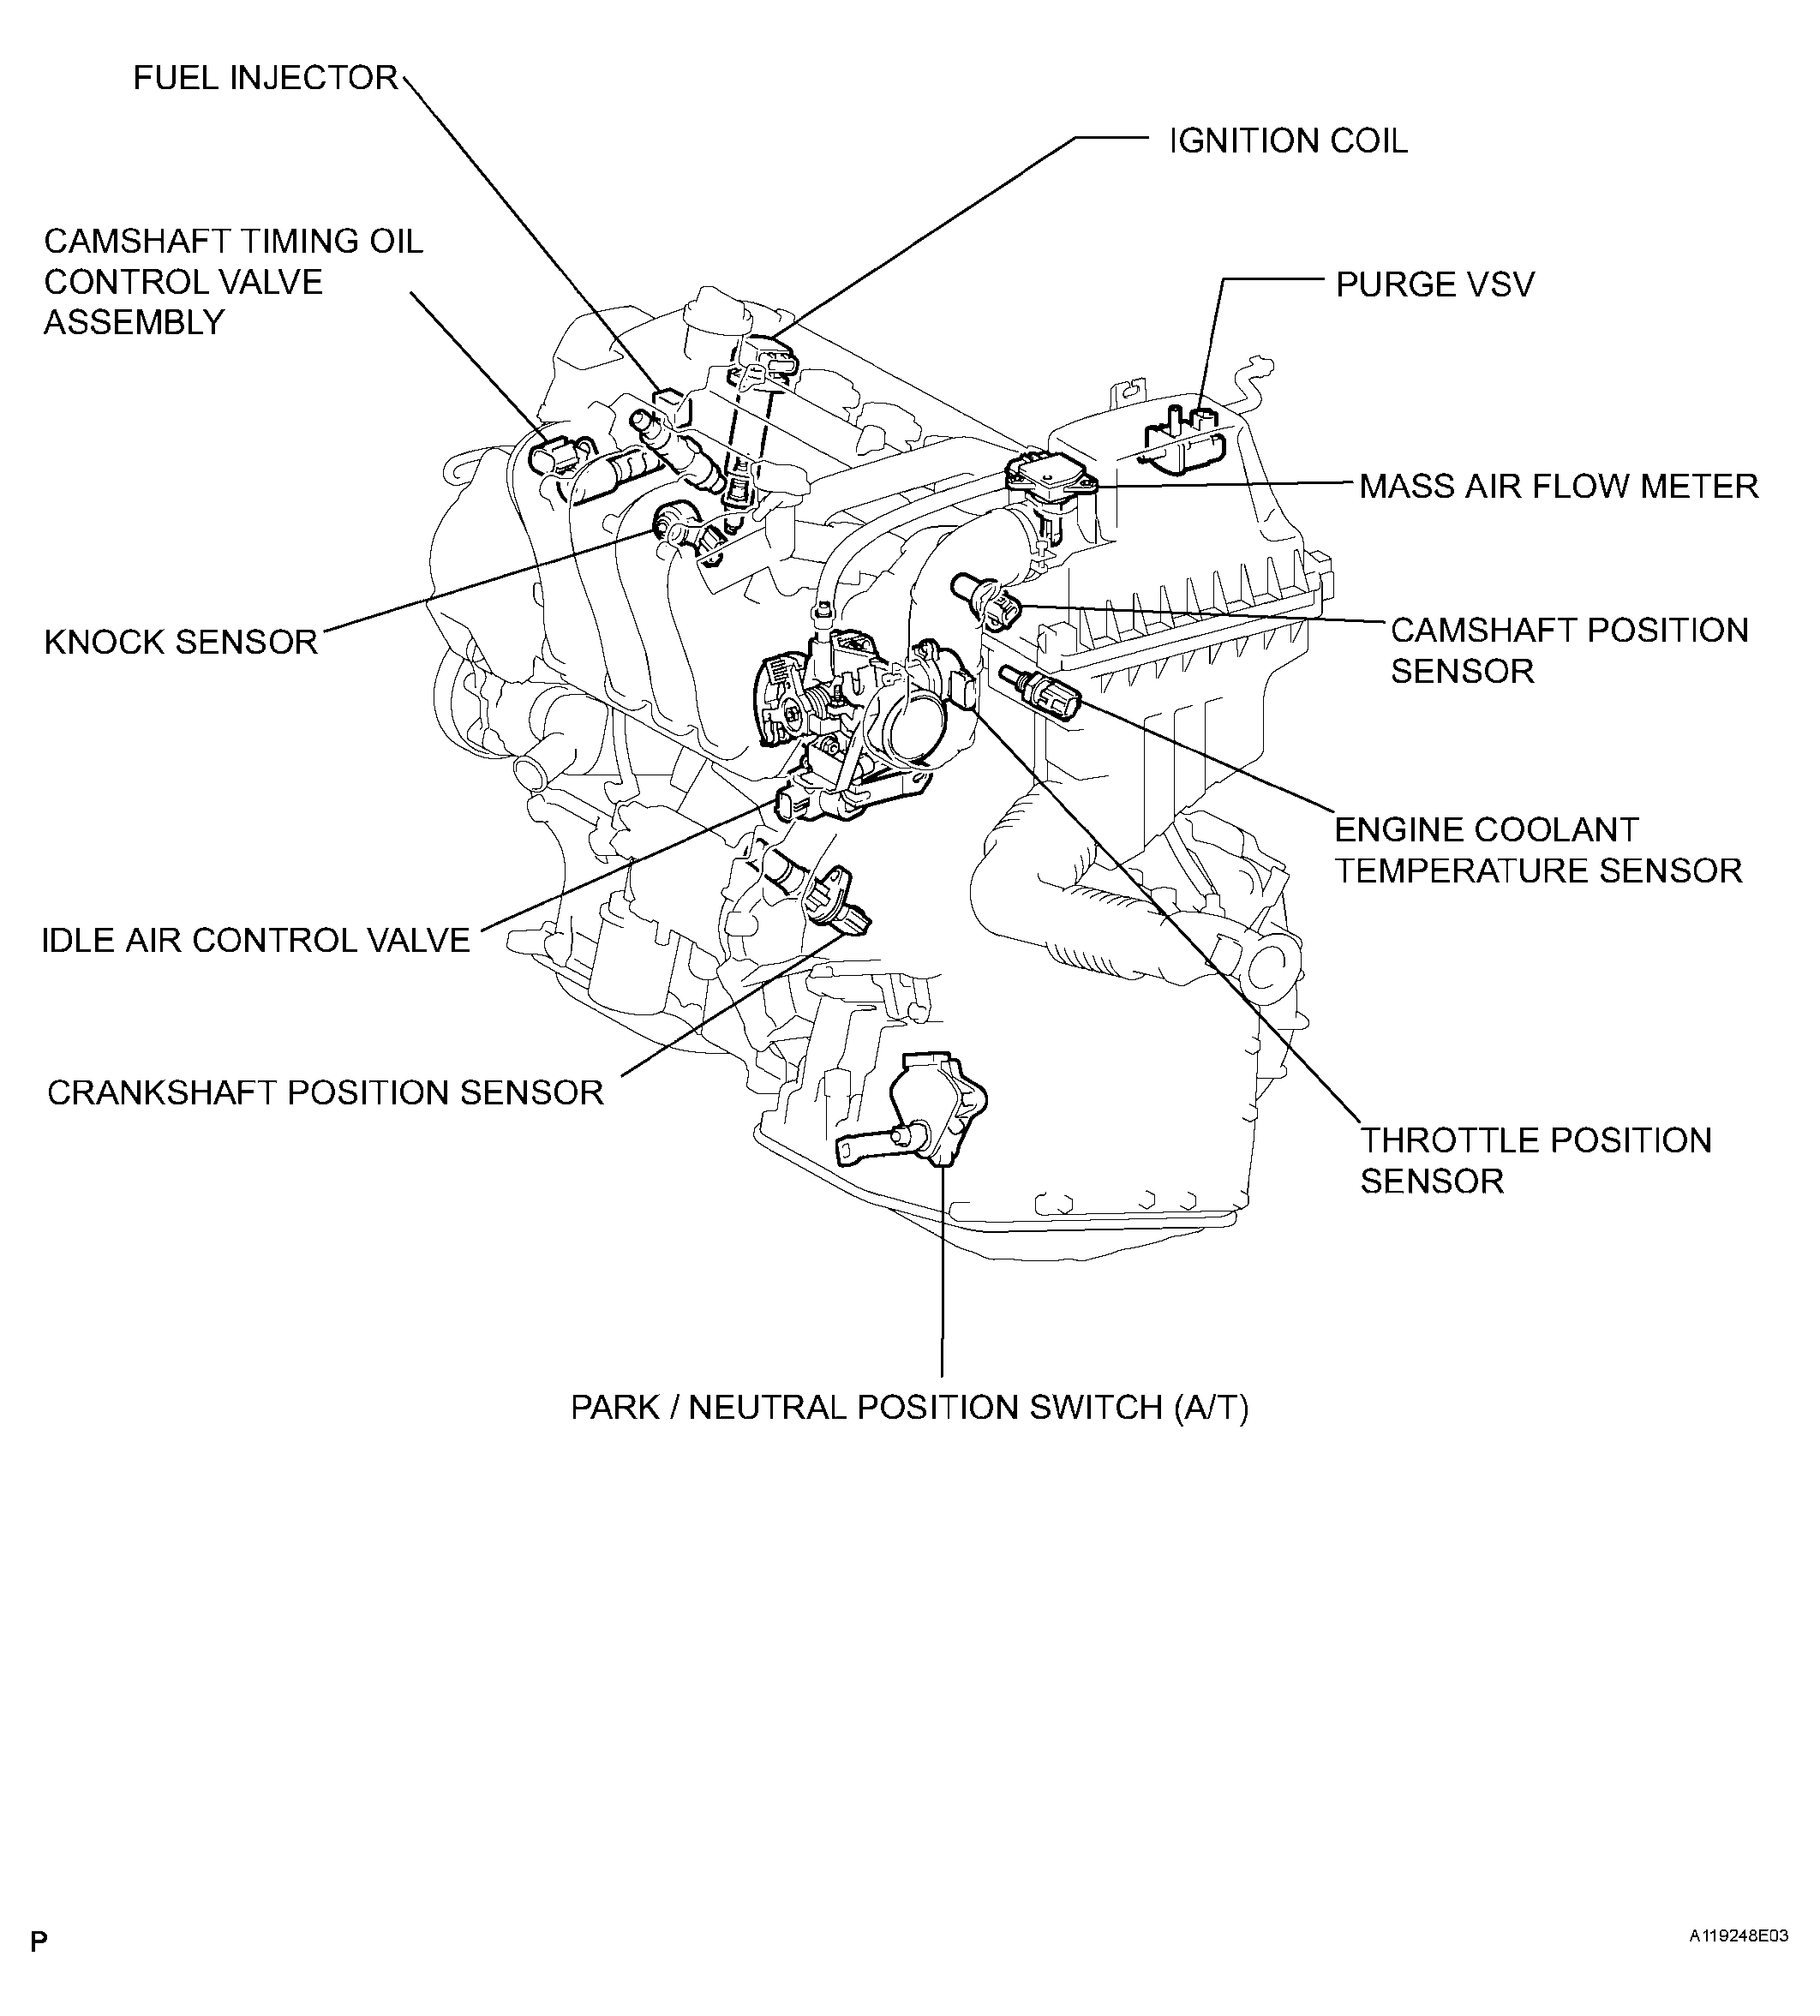 FUEL INJECTOR
IGNITION COIL
CAMSHAFT TIMING OIL
CONTROL VALVE
ASSEMBLY
PURGE VSV
MASS AIR FLOW METER
KNOCK SENSOR
CAMSHAFT POSITION
SENSOR
ENGINE COOLANT
TEMPERATURE SENSOR
IDLE AIR CONTROL VALVE
CRANKSHAFT POSITION SENSOR
THROTTLE POSITION
SENSOR
PARK / NEUTRAL POSITION SWITCH (A/T)
P
A119248E03